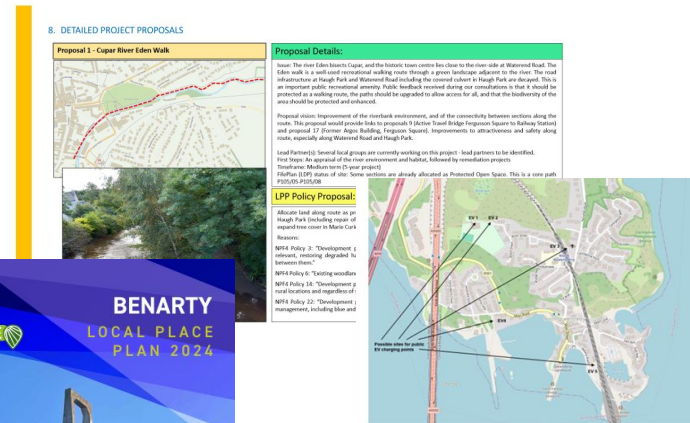 8. DETAILED PROJECT PROPOSALS
Proposal 1 - Cupar River Eden Walk
Proposal Details:
Issue: The river Eden bisects Cupar, and the historic town centre lies close to the river-side at Waterend Road. The
Eden walk is a well-used recreational walking route through a green landscape adjacent to the river. The road
infrastructure at Haugh Park and Waterend Road including the covered culvert in Haugh Park are decayed. This is
an important public recreational amenity. Public feedback received during our consultations is that it should be
protected as a walking route, the paths should be upgraded to allow access for all, and that the biodiversity of the
area should be protected and enhanced.
Proposal vision: Improvement of the riverbank environment, and of the connectivity between sections along the
route. This proposal would provide links to proposals 9 (Active Travel Bridge Fergusson Square to Railway Station)
and proposal 17 (Former Argos Building, Ferguson Square). Improvements to attractiveness and safety along
route, especially along Waterend Road and Haugh Park.
Lead Partner(s): Several local groups are currently working on this project - lead partners to be identified.
First Steps: An appraisal of the river environment and habitat, followed by remediation projects
Timeframe: Medium term (5-year project)
FifePlan (LDP) status of site: Some sections are already allocated as Protected Open Space. This is a core path
P105/05-P105/08
LPP Policy Proposal:
Allocate land along route as pr
Haugh Park (including repair of
expand tree cover in Marie Curi
Reasons:
NPF4 Policy 3: "Development p
relevant, restoring degraded ha
between them."
NPF4 Policy 6: "Existing woodlan
NPF4 Policy 14: "Development p
rural locations and regardless of
NPF4 Policy 22: "Development
management, including blue and
BENARTY
LOCAL PLACE
PLAN 2024
EV 1
EV 2
EV 3
EV4
EV 5
Possible sites for public
EV charging points